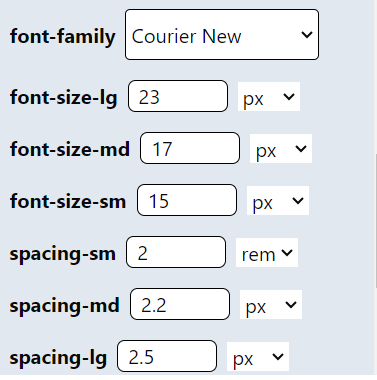 font-family Courier New
font-size-lg 23 px
font-size-md 17 px
font-size-sm 15 px
spacing-sm 2 rem
spacing-md 2.2 px
spacing-lg 2.5 px